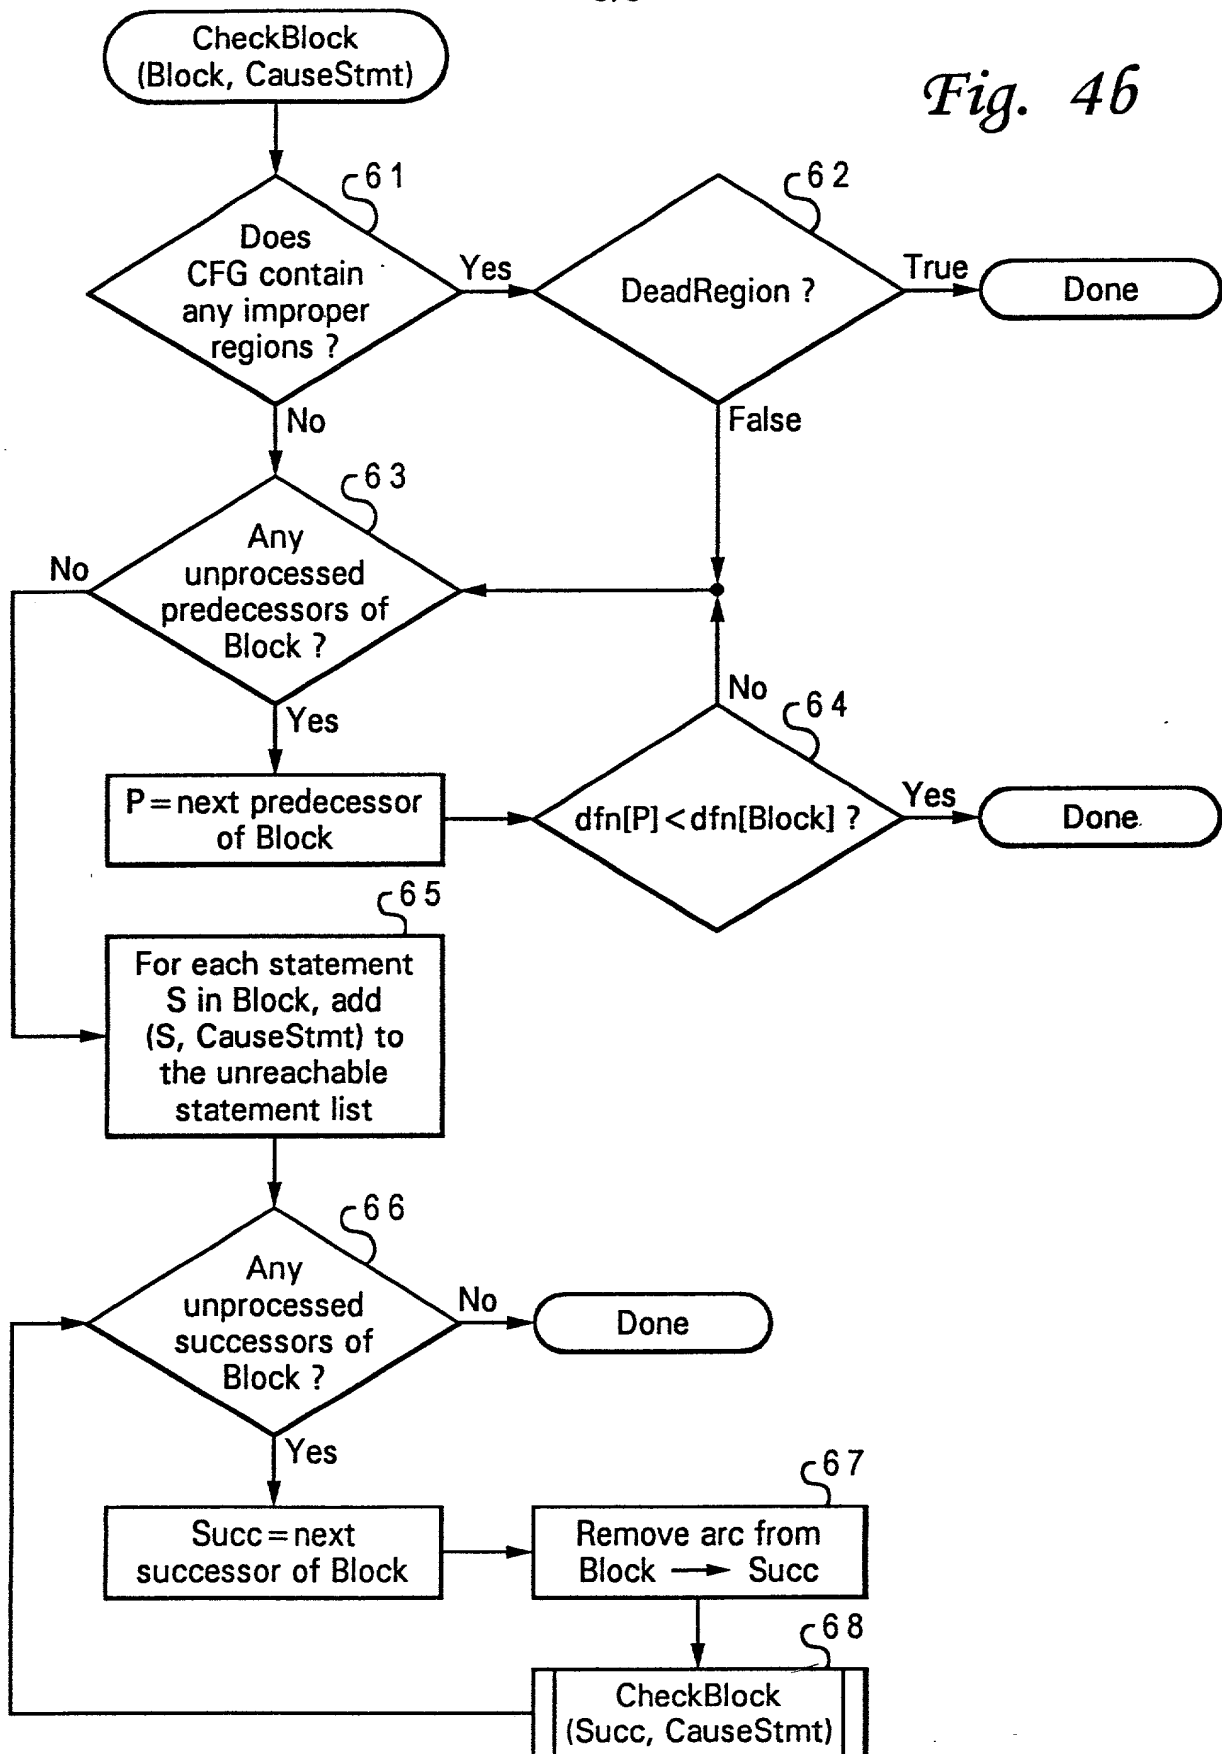 CheckBlock
(Block, CauseStmt)
Fig. 4b
61
Does
CFG contain
any improper
regions ?
Yes
62
DeadRegion ?
True
Done
No
False
63
Any
unprocessed
predecessors of
Block ?
No
Yes
P=next predecessor
of Block
No
64
dfn[P]<dfn[Block] ?
Yes
Done
65
For each statement
S in Block, add
(S, CauseStmt) to
the unreachable
statement list
66
Any
unprocessed
successors of
Block ?
No
Done
Yes
Succ=next
successor of Block
67
Remove arc from
Block → Succ
68
CheckBlock
(Succ, CauseStmt)